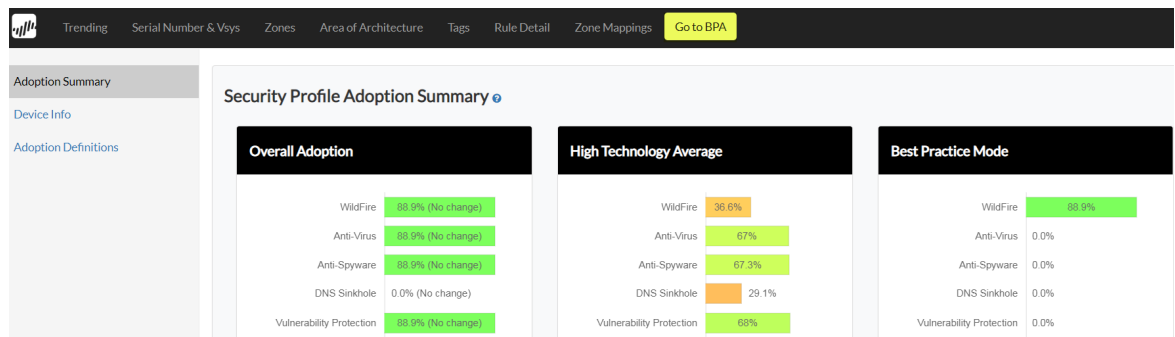 Trending Serial Number & Vsys Zones Area of Architecture Tags Rule Detail Zone Mappings Go to BPA
Adoption Summary
Device Info
Adoption Definitions
Security Profile Adoption Summary ?
Overall Adoption
WildFire 88.9% (No change)
Anti-Virus 88.9% (No change)
Anti-Spyware 88.9% (No change)
DNS Sinkhole 0.0% (No change)
Vulnerability Protection 88.9% (No change)
High Technology Average
WildFire 36.6%
Anti-Virus 67%
Anti-Spyware 67.3%
DNS Sinkhole 29.1%
Vulnerability Protection 68%
Best Practice Mode
WildFire 88.9%
Anti-Virus 0.0%
Anti-Spyware 0.0%
DNS Sinkhole 0.0%
Vulnerability Protection 0.0%